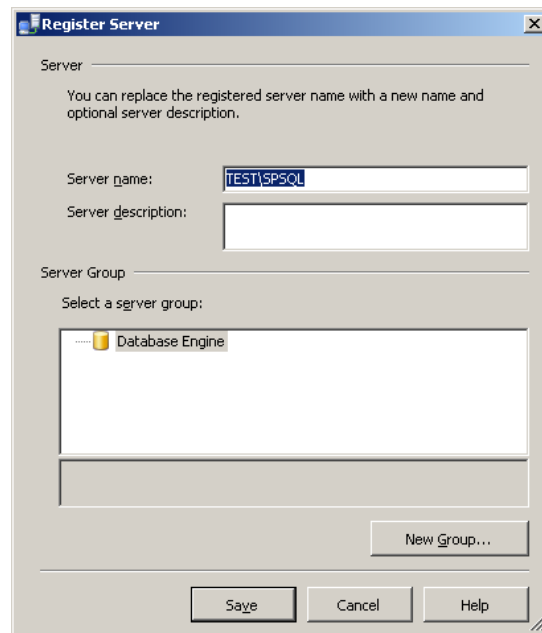 Register Server
Server
You can replace the registered server name with a new name and
optional server description.
Server name:
TEST\SPSQL
Server description:
Server Group
Select a server group:
Database Engine
New Group...
Save
Cancel
Help